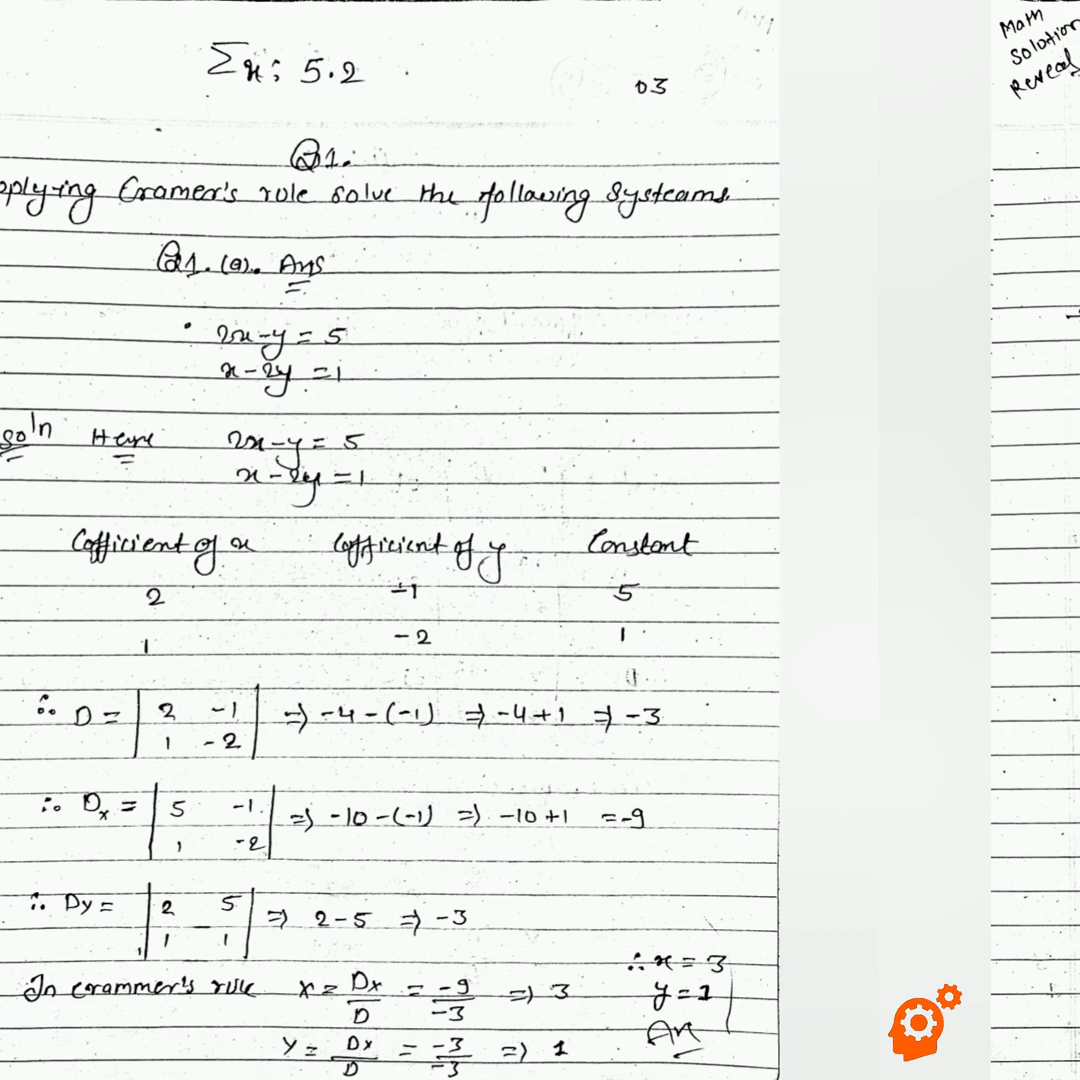 Ex: 5.2
03
Math
Solution
Reveal
Q1.
pplying Cramer's role solve the following Systeams.
Q1. (a). Ans
2x-y = 5
x-2y = 1
soln Here 2x-y = 5
x-2y = 1
Cofficient of x Cofficient of y Constant
2 -1 5
1 -2 1
∴ D = | 2 -1 | ⇒ -4-(-1) ⇒ -4+1 ⇒ -3
| 1 -2 |
∴ Dx = | 5 -1 | ⇒ -10-(-1) ⇒ -10+1 = -9
| 1 -2 |
∴ Dy = | 2 5 | ⇒ 2-5 ⇒ -3
| 1 1 |
In crammer's rule x = Dx/D = -9/-3 ⇒ 3
Y = Dx/D = -3/-3 ⇒ 1
∴ x = 3
y = 1
An